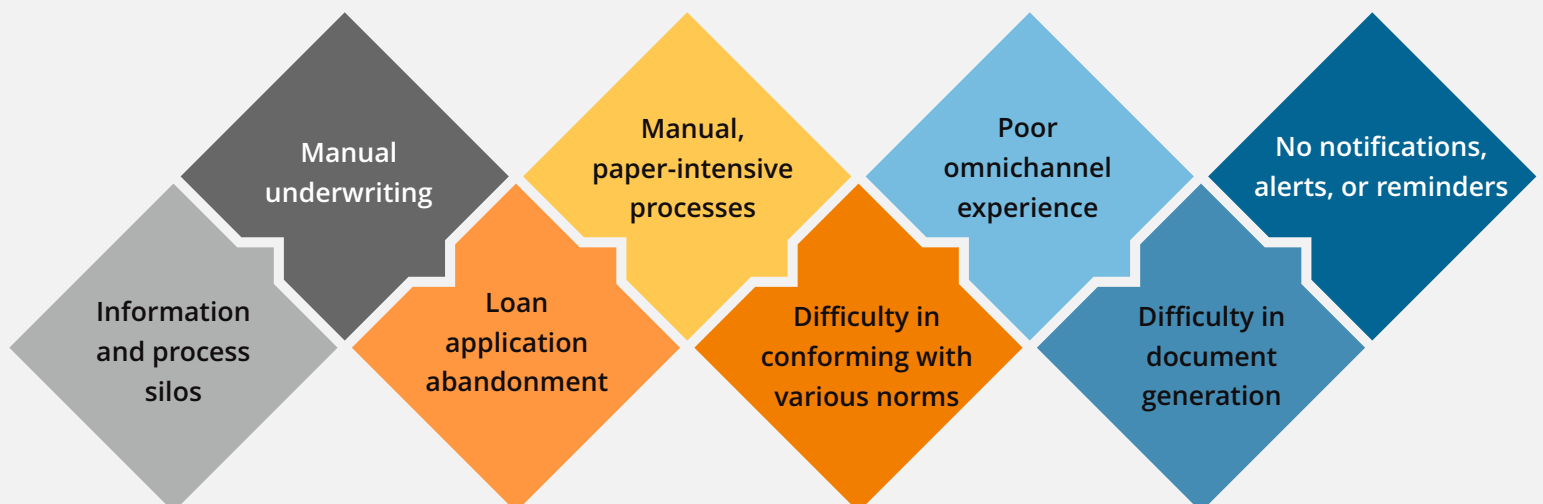 Manual
underwriting
Manual,
paper-intensive
processes
Poor
omnichannel
experience
No notifications,
alerts, or reminders
Information
and process
silos
Loan
application
abandonment
Difficulty in
conforming with
various norms
Difficulty in
document
generation